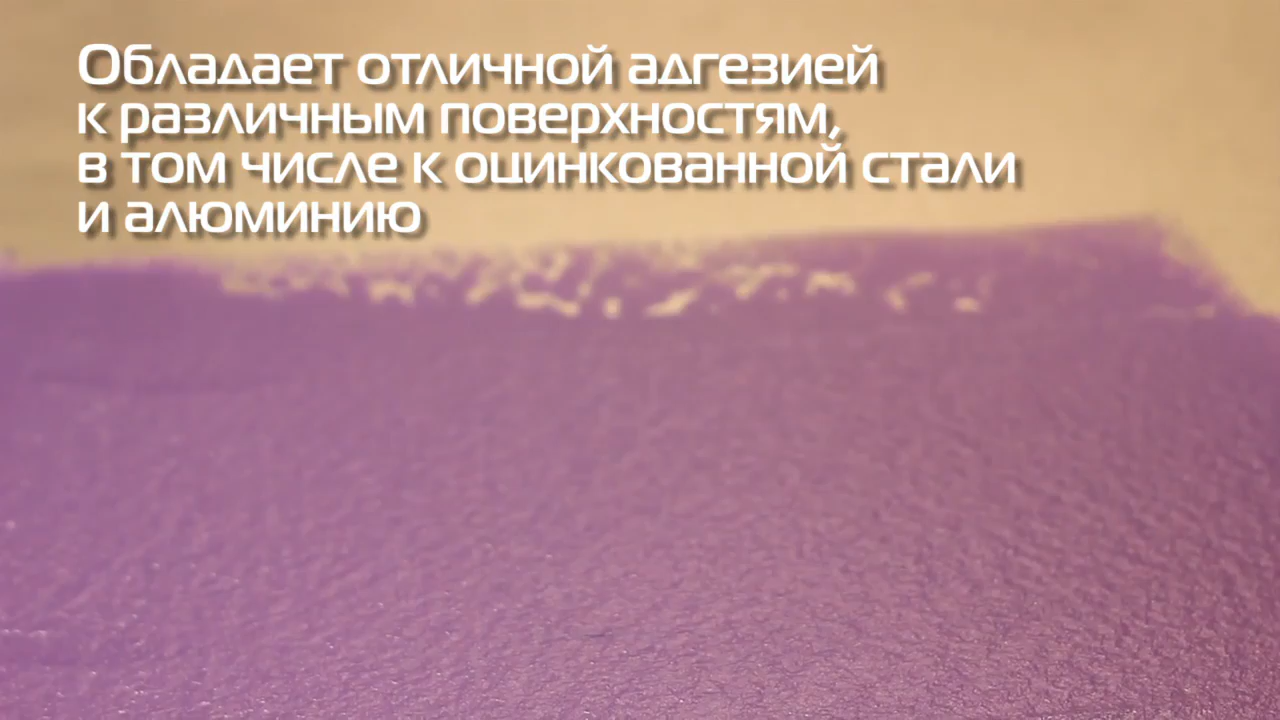 Обладает отличной адгезией
к различным поверхностям,
в том числе к оцинкованной стали
и алюминию